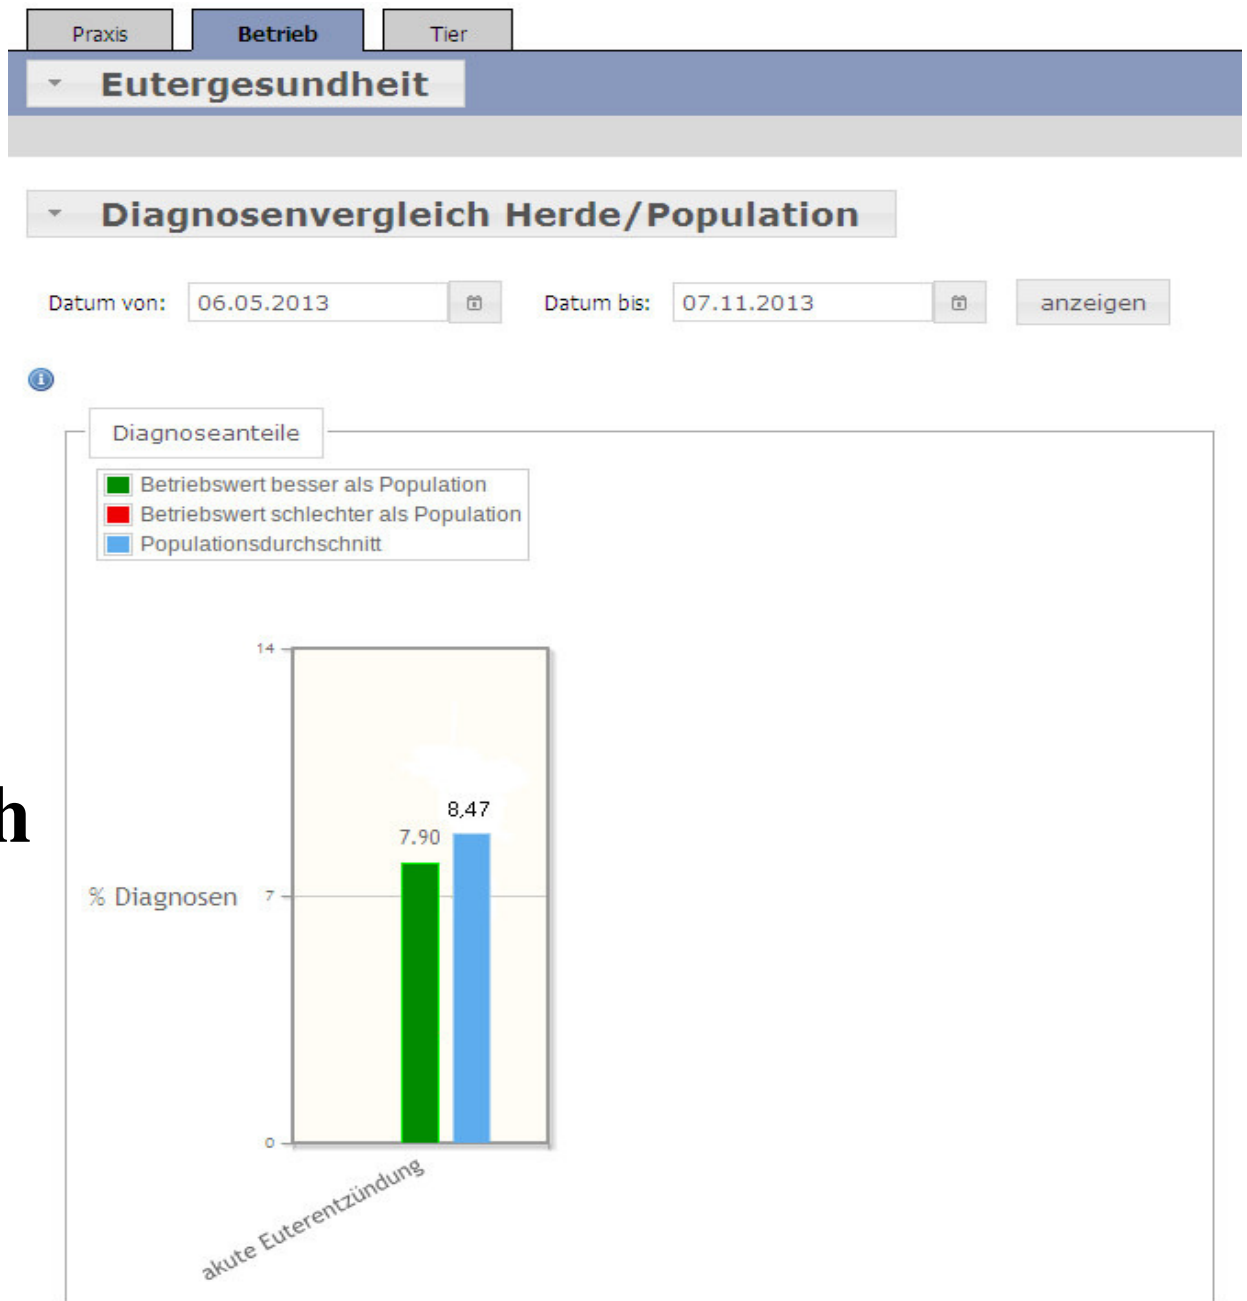 Praxis Betrieb Tier
Eutergesundheit
Diagnosenvergleich Herde/Population
Datum von: 06.05.2013 Datum bis: 07.11.2013 anzeigen
Diagnoseanteile
Betriebswert besser als Population
Betriebswert schlechter als Population
Populationsdurchschnitt
14
8,47
7.90
h
% Diagnosen 7
0
akute Euterentzündung